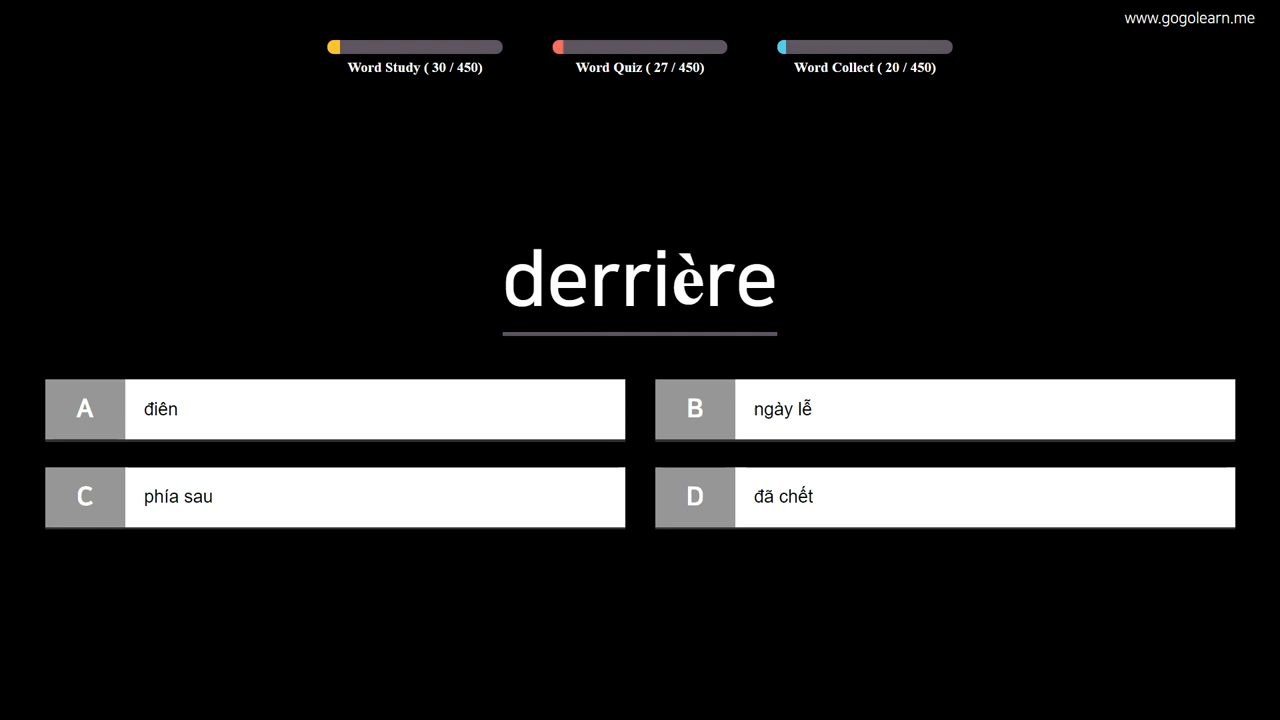 www.gogolearn.me
Word Study ( 30 / 450)
Word Quiz ( 27 / 450)
Word Collect ( 20 / 450)
derrière
A điên
B ngày lễ
C phía sau
D đã chết